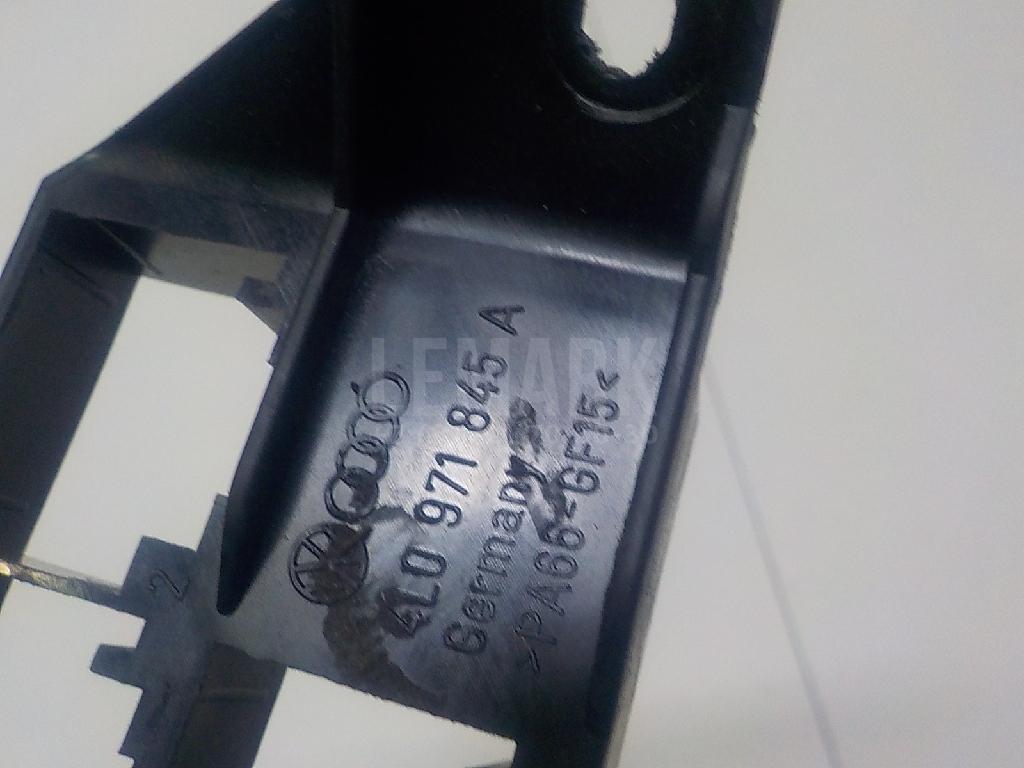 4L0 971 845 A
Germany
>PA66-GF15<
2
LEMARK